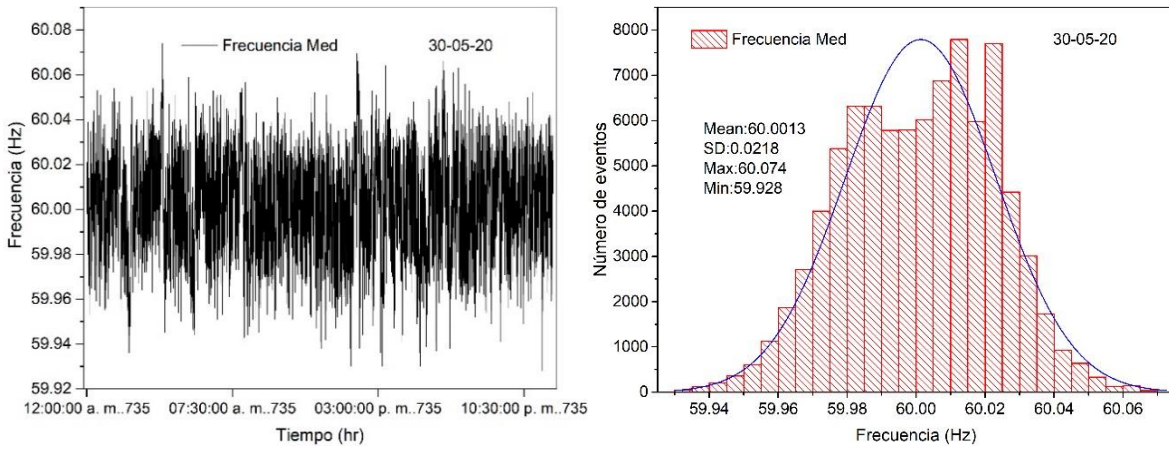 60.08
60.06
60.04
60.02
60.00
59.98
59.96
59.94
59.92
Frecuencia (Hz)
Frecuencia Med
30-05-20
12:00:00 a. m..735
07:30:00 a. m..735
03:00:00 p. m..735
10:30:00 p. m..735
Tiempo (hr)
8000
7000
6000
5000
4000
3000
2000
1000
0
Número de eventos
Frecuencia Med
30-05-20
Mean:60.0013
SD:0.0218
Max:60.074
Min:59.928
59.94
59.96
59.98
60.00
60.02
60.04
60.06
Frecuencia (Hz)